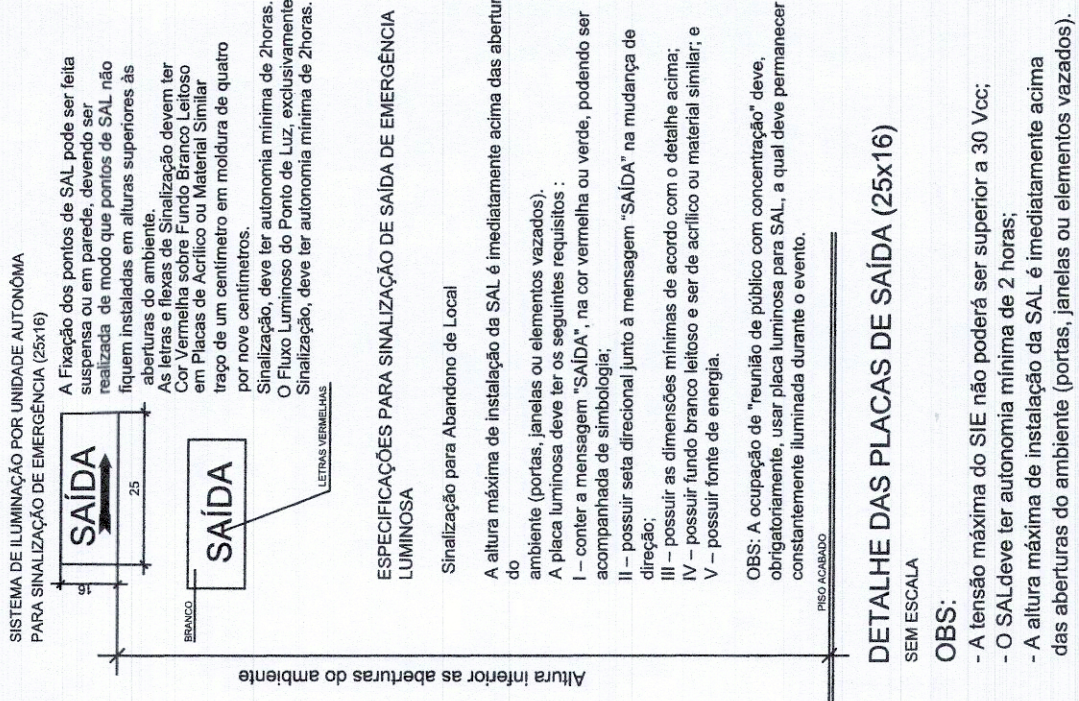 SISTEMA DE ILUMINAÇÃO POR UNIDADE AUTONÔMA
PARA SINALIZAÇÃO DE EMERGÊNCIA (25x16)
SAÍDA
16
25
BRANCO
SAÍDA
LETRAS VERMELHAS
A Fixação dos pontos de SAL pode ser feita
suspensa ou em parede, devendo ser
realizada de modo que pontos de SAL não
fiquem instaladas em alturas superiores às
aberturas do ambiente.
As letras e flexas de Sinalização devem ter
Cor Vermelha sobre Fundo Branco Leitoso
em Placas de Acrílico ou Material Similar
traço de um centímetro em moldura de quatro
por nove centímetros.
Sinalização, deve ter autonomia mínima de 2horas.
O Fluxo Luminoso do Ponto de Luz, exclusivamente
Sinalização, deve ter autonomia mínima de 2horas.
ESPECIFICAÇÕES PARA SINALIZAÇÃO DE SAÍDA DE EMERGÊNCIA
LUMINOSA
Sinalização para Abandono de Local
A altura máxima de instalação da SAL é imediatamente acima das abertur
do
ambiente (portas, janelas ou elementos vazados).
A placa luminosa deve ter os seguintes requisitos :
I – conter a mensagem "SAÍDA", na cor vermelha ou verde, podendo ser
acompanhada de simbologia;
II – possuir seta direcional junto à mensagem “SAÍDA” na mudança de
direção;
III – possuir as dimensões mínimas de acordo com o detalhe acima;
IV – possuir fundo branco leitoso e ser de acrílico ou material similar; e
V – possuir fonte de energia.
OBS: A ocupação de "reunião de público com concentração" deve,
obrigatoriamente, usar placa luminosa para SAL, a qual deve permanecer
constantemente iluminada durante o evento.
PISO ACABADO
Altura inferior as aberturas do ambiente
DETALHE DAS PLACAS DE SAÍDA (25x16)
SEM ESCALA
OBS:
- A tensão máxima do SIE não poderá ser superior a 30 Vcc;
- O SALdeve ter autonomia mínima de 2 horas;
- A altura máxima de instalação da SAL é imediatamente acima
das aberturas do ambiente (portas, janelas ou elementos vazados).